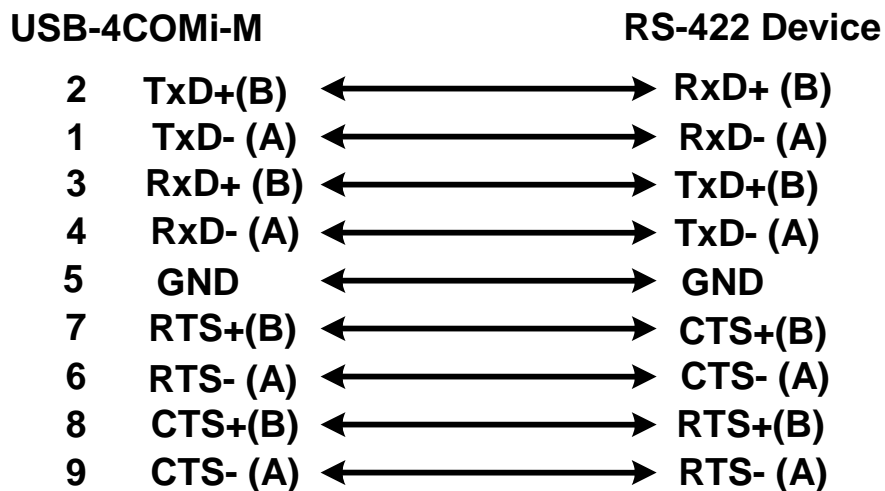 USB-4COMi-M RS-422 Device
2 TxD+(B) RxD+ (B)
1 TxD- (A) RxD- (A)
3 RxD+ (B) TxD+(B)
4 RxD- (A) TxD- (A)
5 GND GND
7 RTS+(B) CTS+(B)
6 RTS- (A) CTS- (A)
8 CTS+(B) RTS+(B)
9 CTS- (A) RTS- (A)